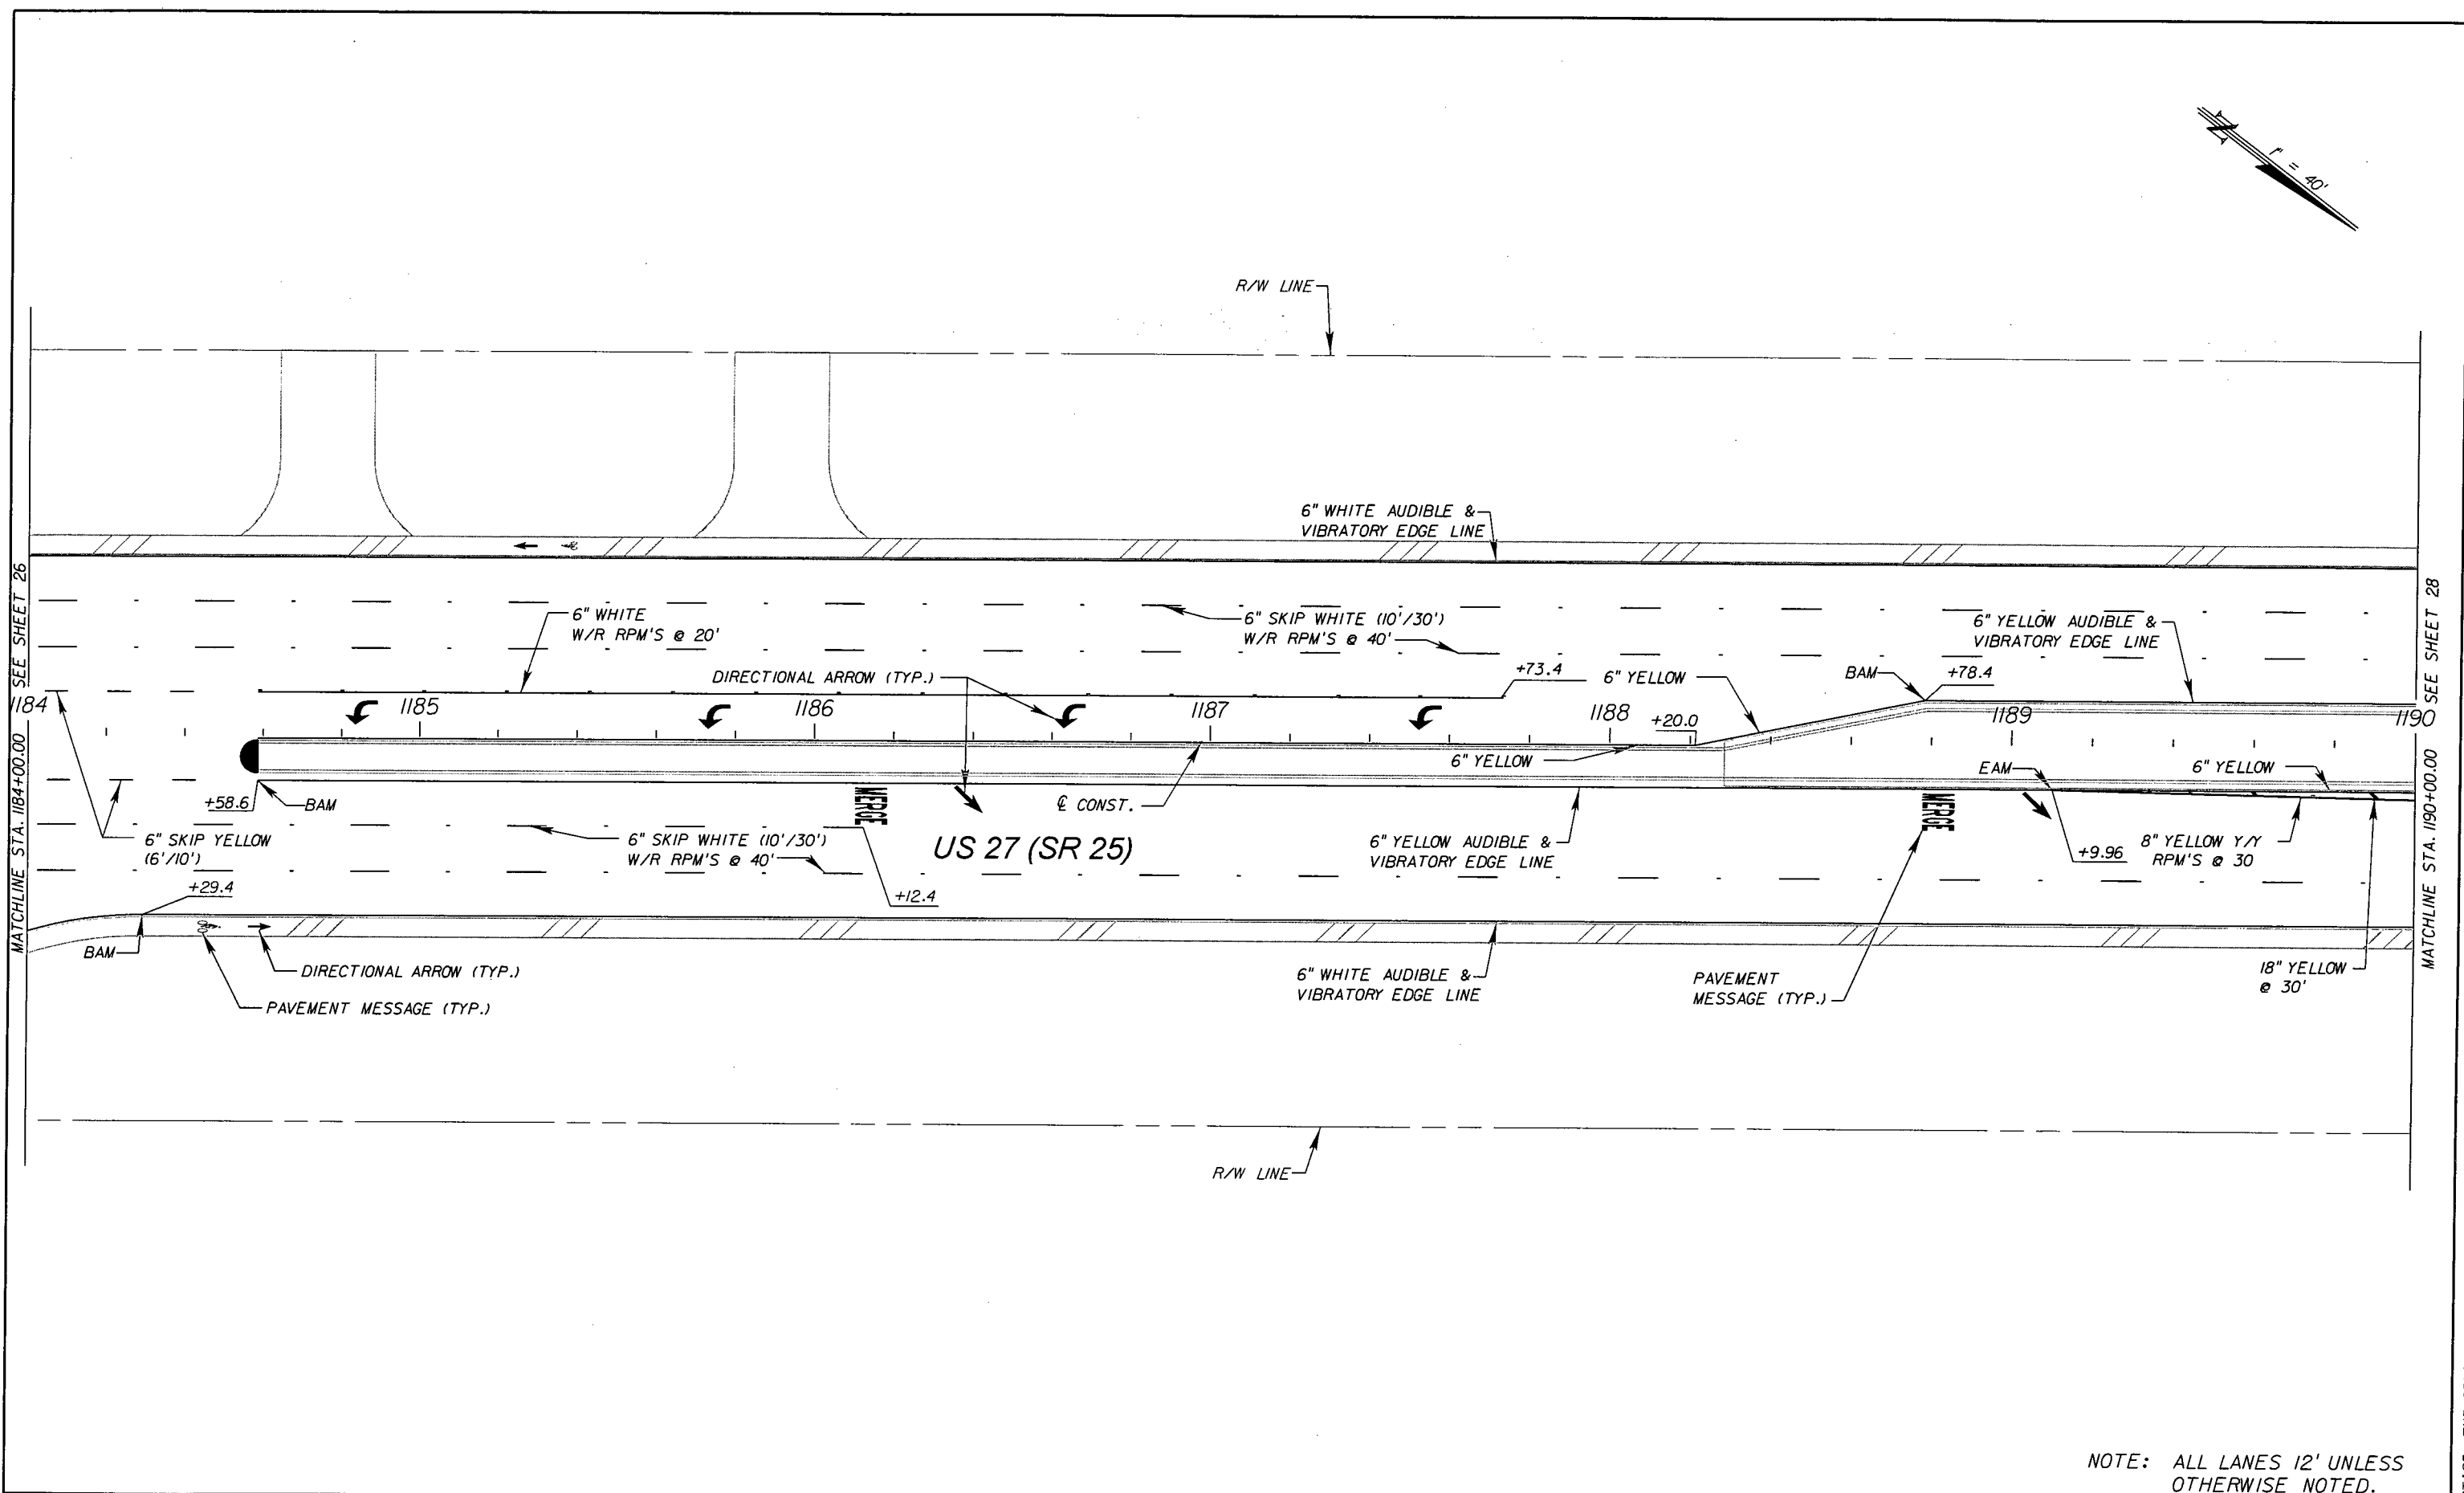 1" = 40'
N
R/W LINE
6" WHITE AUDIBLE &
VIBRATORY EDGE LINE
MATCHLINE STA. 1184+00.00 SEE SHEET 26
6" WHITE
W/R RPM'S @ 20'
6" SKIP WHITE (10'/30')
W/R RPM'S @ 40'
6" YELLOW AUDIBLE &
VIBRATORY EDGE LINE
MATCHLINE STA. 1190+00.00 SEE SHEET 28
DIRECTIONAL ARROW (TYP.)
+73.4
6" YELLOW
BAM
+78.4
1184
1185
1186
1187
1188
+20.0
1189
1190
6" YELLOW
EAM
6" YELLOW
+58.6
BAM
MERGE
℄ CONST.
MERGE
6" SKIP YELLOW
(6'/10')
6" SKIP WHITE (10'/30')
W/R RPM'S @ 40'
US 27 (SR 25)
6" YELLOW AUDIBLE &
VIBRATORY EDGE LINE
+9.96
8" YELLOW Y/Y
RPM'S @ 30
+29.4
+12.4
BAM
DIRECTIONAL ARROW (TYP.)
PAVEMENT MESSAGE (TYP.)
6" WHITE AUDIBLE &
VIBRATORY EDGE LINE
PAVEMENT
MESSAGE (TYP.)
18" YELLOW
@ 30'
R/W LINE
NOTE: ALL LANES 12' UNLESS
OTHERWISE NOTED.